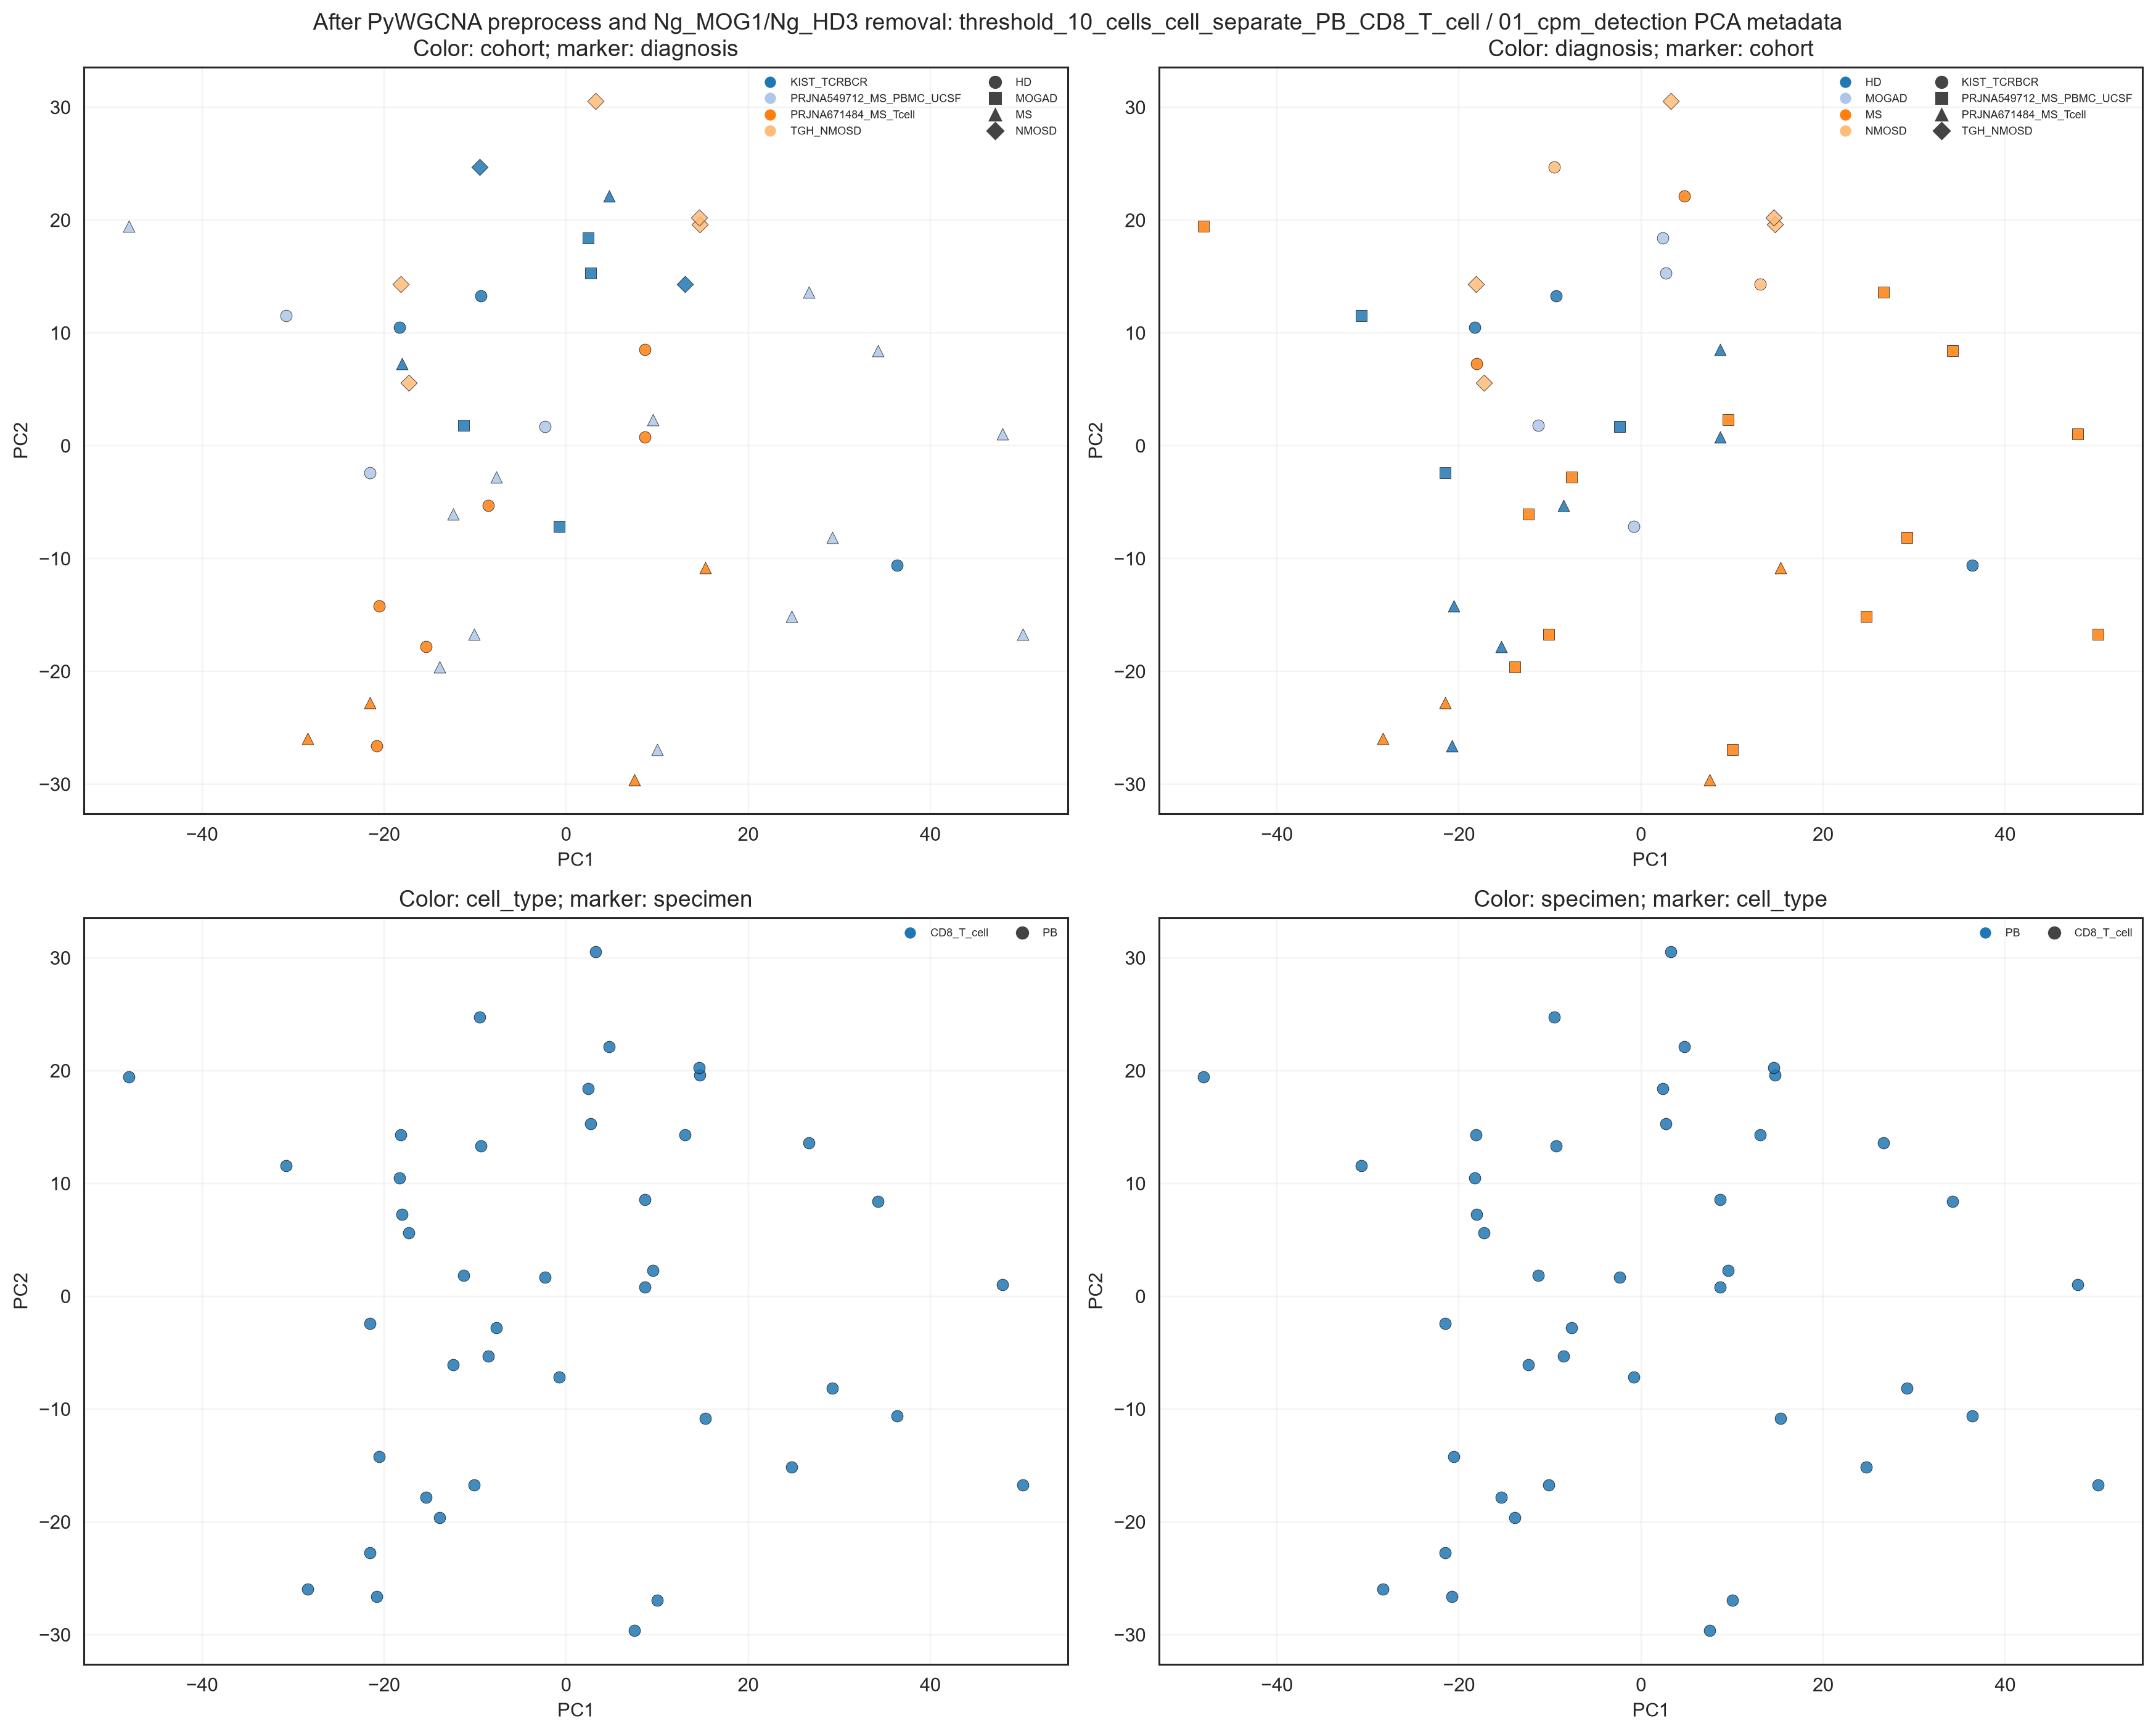 After PyWGCNA preprocess and Ng_MOG1/Ng_HD3 removal: threshold_10_cells_cell_separate_PB_CD8_T_cell / 01_cpm_detection PCA metadata
Color: cohort; marker: diagnosis
KIST_TCRBCR
PRJNA549712_MS_PBMC_UCSF
PRJNA671484_MS_Tcell
TGH_NMOSD
HD
MOGAD
MS
NMOSD
30
20
10
0
−10
−20
−30
PC2
−40
−20
0
20
40
PC1
Color: diagnosis; marker: cohort
HD
MOGAD
MS
NMOSD
KIST_TCRBCR
PRJNA549712_MS_PBMC_UCSF
PRJNA671484_MS_Tcell
TGH_NMOSD
30
20
10
0
−10
−20
−30
PC2
−40
−20
0
20
40
PC1
Color: cell_type; marker: specimen
CD8_T_cell
PB
30
20
10
0
−10
−20
−30
PC2
−40
−20
0
20
40
PC1
Color: specimen; marker: cell_type
PB
CD8_T_cell
30
20
10
0
−10
−20
−30
PC2
−40
−20
0
20
40
PC1